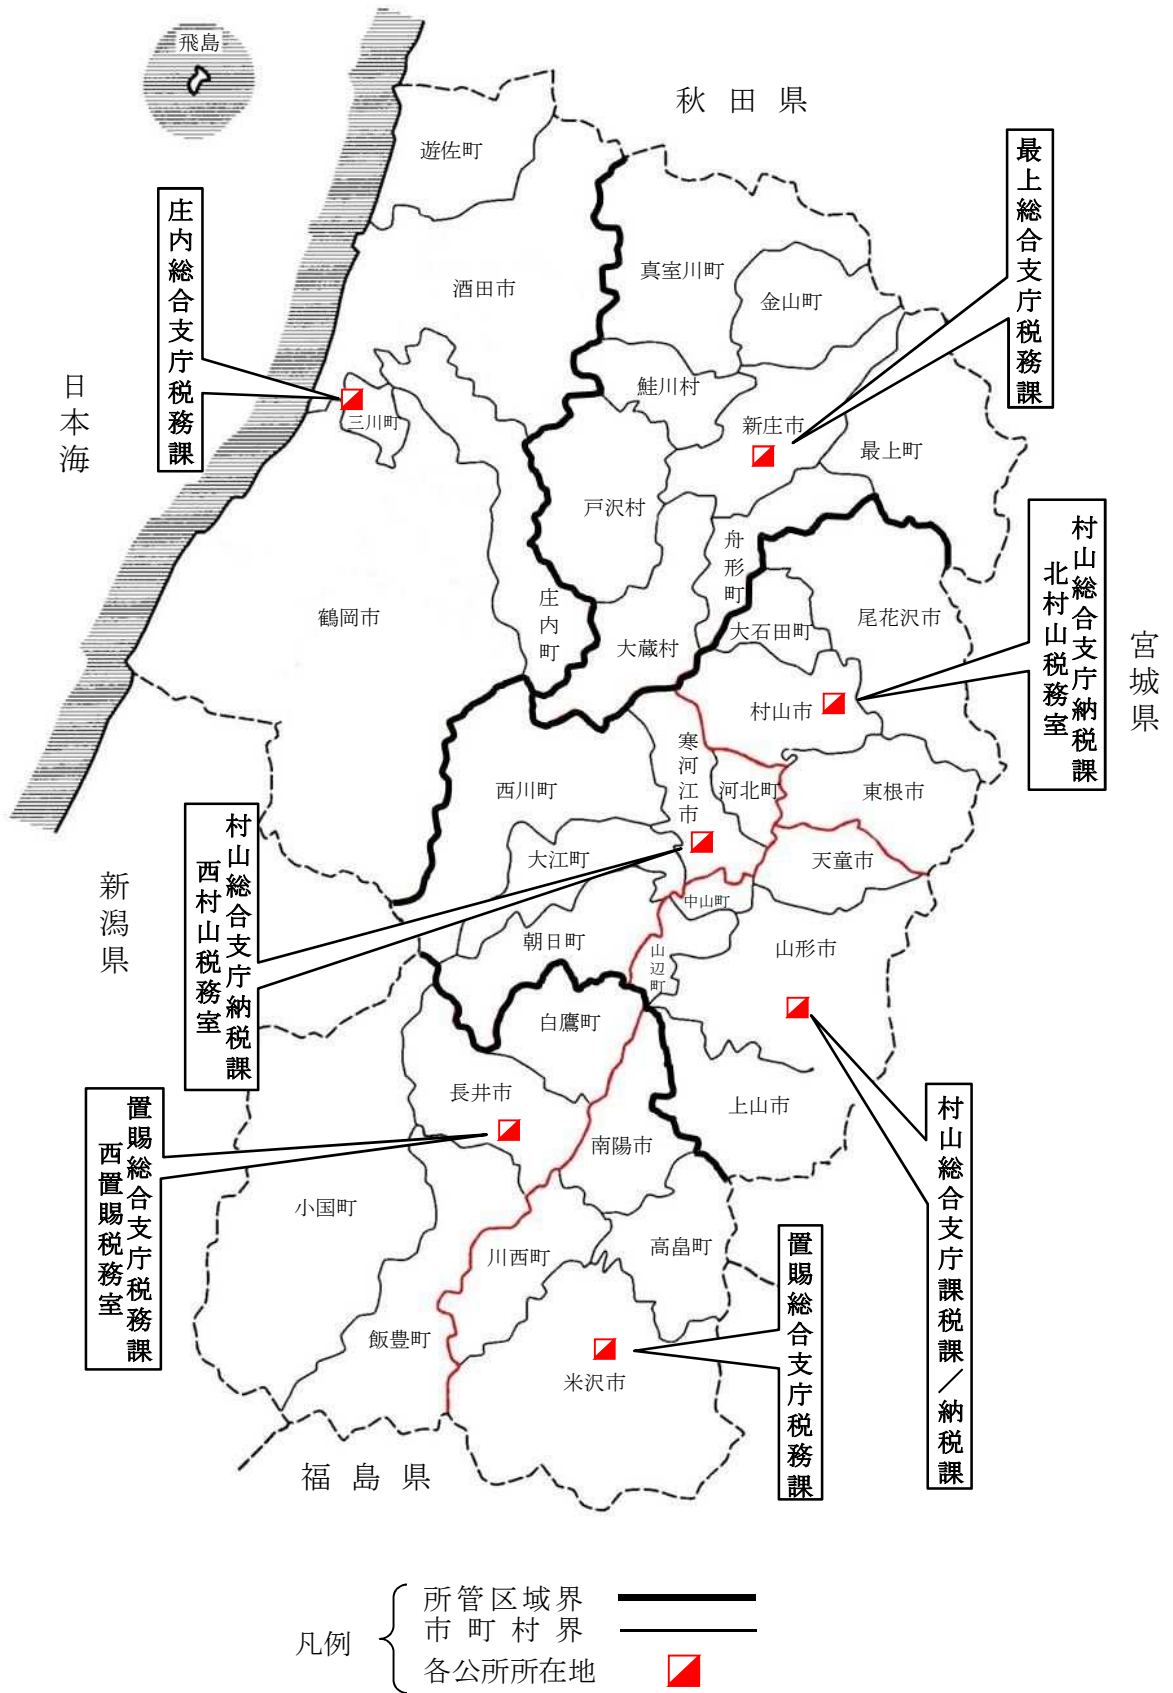 飛島
秋田県
遊佐町
最上総合支庁税務課
庄内総合支庁税務課
真室川町
酒田市
金山町
日本海
鮭川村
三川町
新庄市
最上町
戸沢村
村山総合支庁納税課
北村山税務室
舟形町
庄内町
鶴岡市
大石田町
尾花沢市
大蔵村
宮城県
村山市
寒河江市
西川町
河北町
東根市
村山総合支庁納税課
西村山税務室
大江町
天童市
新潟県
中山町
朝日町
山辺町
山形市
白鷹町
長井市
上山市
置賜総合支庁税務課
西置賜税務室
南陽市
村山総合支庁課税課/納税課
小国町
川西町
高畠町
置賜総合支庁税務課
飯豊町
米沢市
福島県
凡例
所管区域界
市町村界
各公所所在地